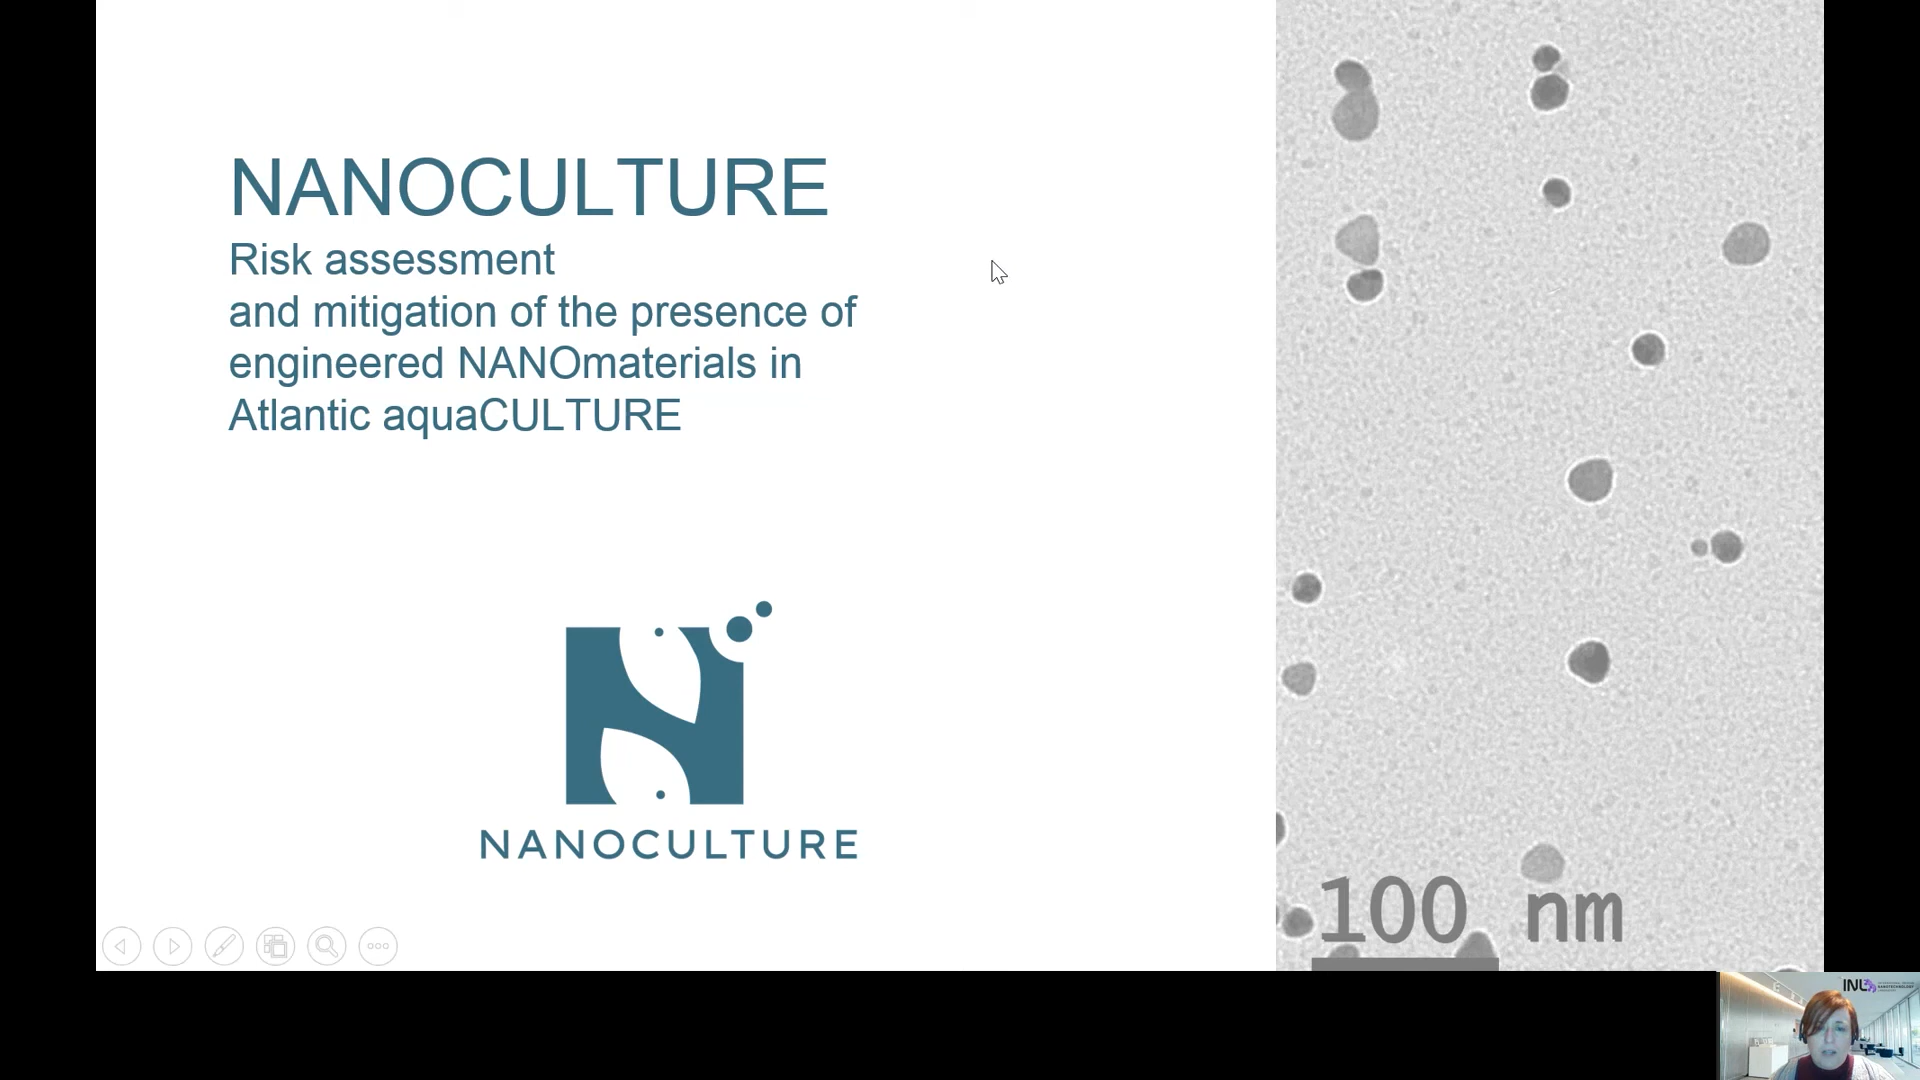 NANOCULTURE
Risk assessment
and mitigation of the presence of
engineered NANOmaterials in
Atlantic aquaCULTURE
NANOCULTURE
100 nm
INL